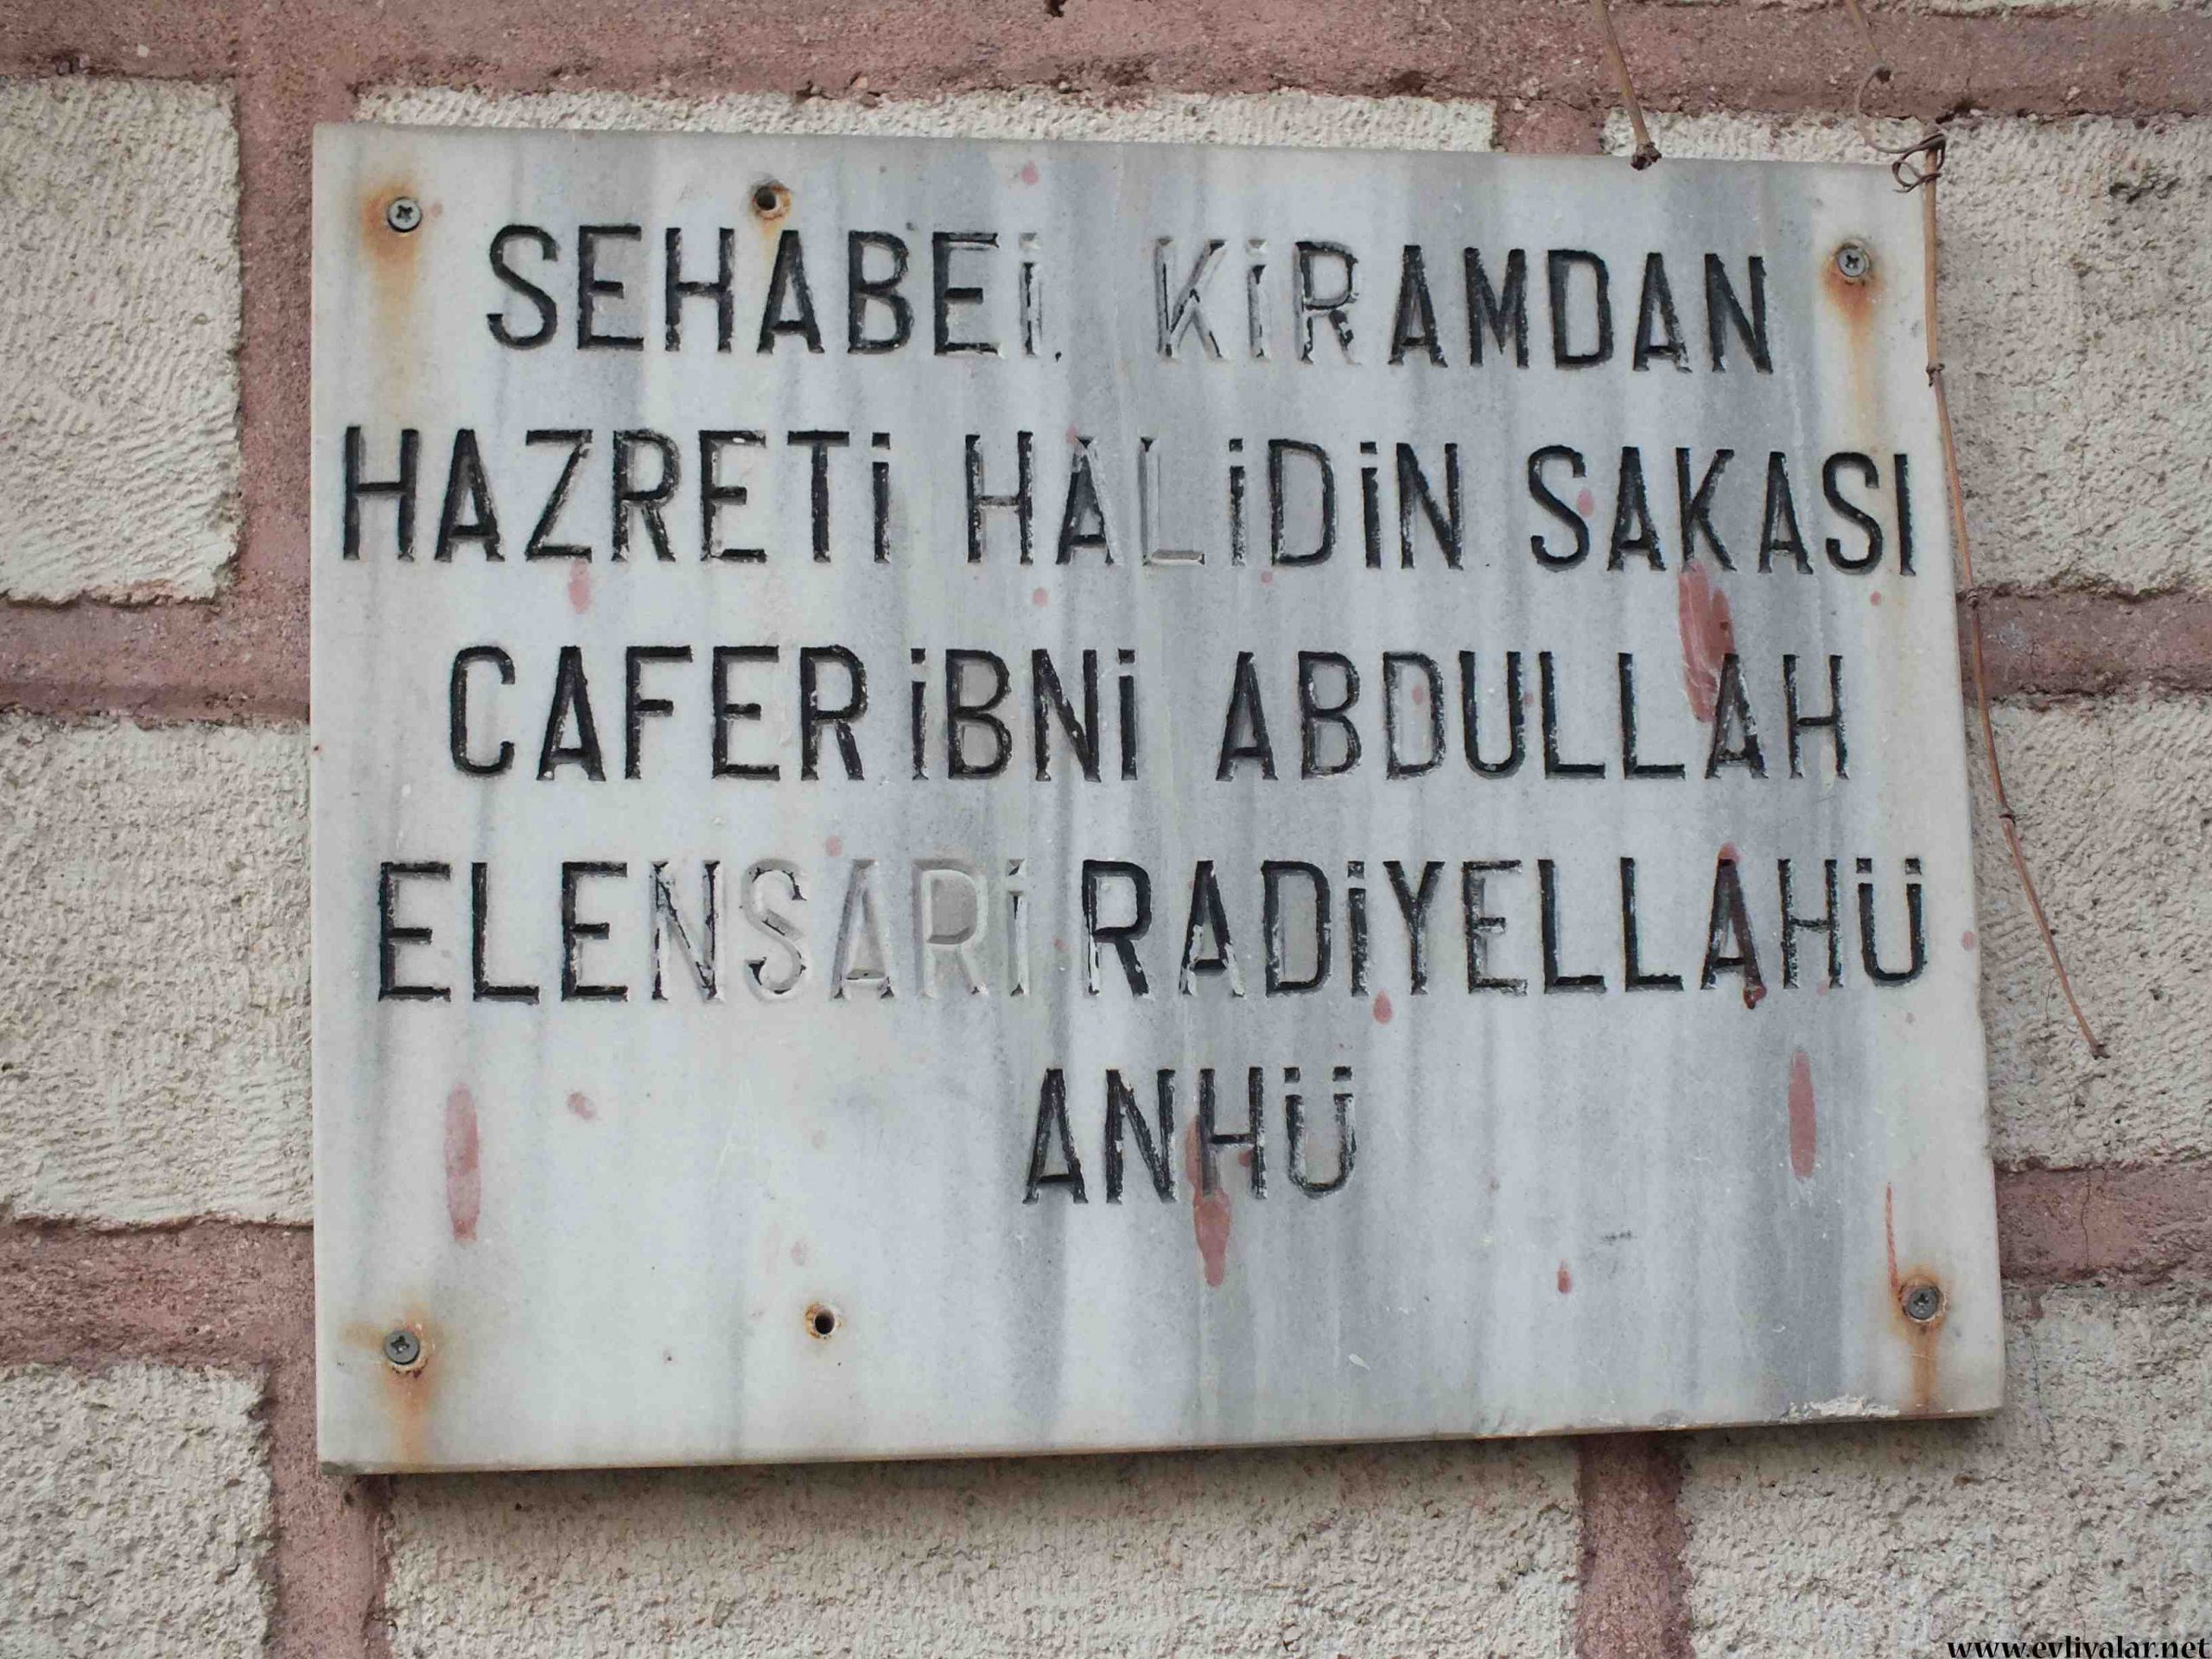 SEHABEİ. KİRAMDAN
HAZRETİ HALİDİN SAKASI
CAFER İBNİ ABDULLAH
ELENSARİ RADİYELLAHÜ
ANHÜ
www.evliyalar.net